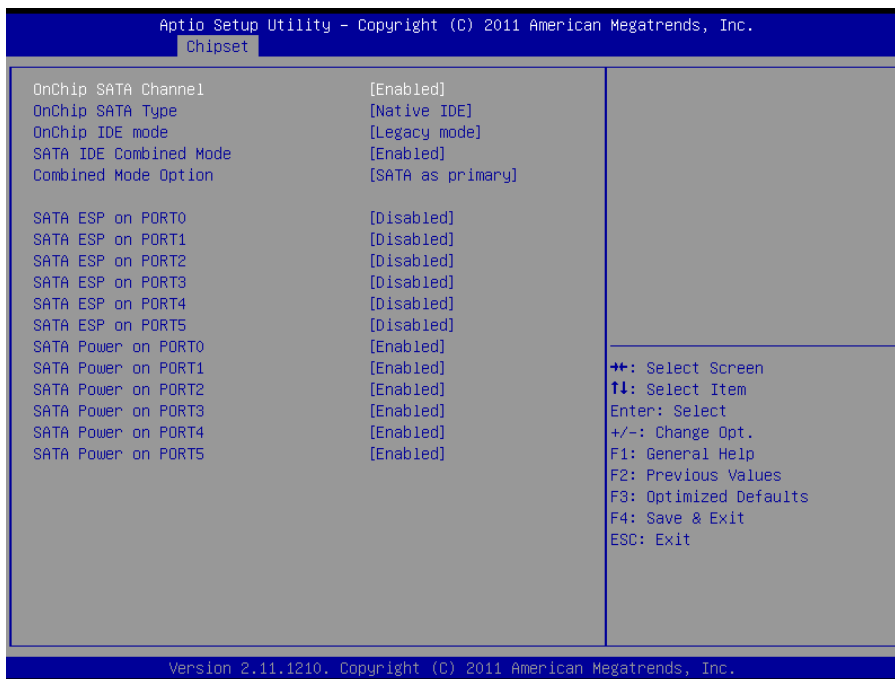 Aptio Setup Utility – Copyright (C) 2011 American Megatrends, Inc.
Chipset
OnChip SATA Channel [Enabled]
OnChip SATA Type [Native IDE]
OnChip IDE mode [Legacy mode]
SATA IDE Combined Mode [Enabled]
Combined Mode Option [SATA as primary]
SATA ESP on PORT0 [Disabled]
SATA ESP on PORT1 [Disabled]
SATA ESP on PORT2 [Disabled]
SATA ESP on PORT3 [Disabled]
SATA ESP on PORT4 [Disabled]
SATA ESP on PORT5 [Disabled]
SATA Power on PORT0 [Enabled]
SATA Power on PORT1 [Enabled]
SATA Power on PORT2 [Enabled]
SATA Power on PORT3 [Enabled]
SATA Power on PORT4 [Enabled]
SATA Power on PORT5 [Enabled]
→←: Select Screen
↑↓: Select Item
Enter: Select
+/-: Change Opt.
F1: General Help
F2: Previous Values
F3: Optimized Defaults
F4: Save & Exit
ESC: Exit
Version 2.11.1210. Copyright (C) 2011 American Megatrends, Inc.